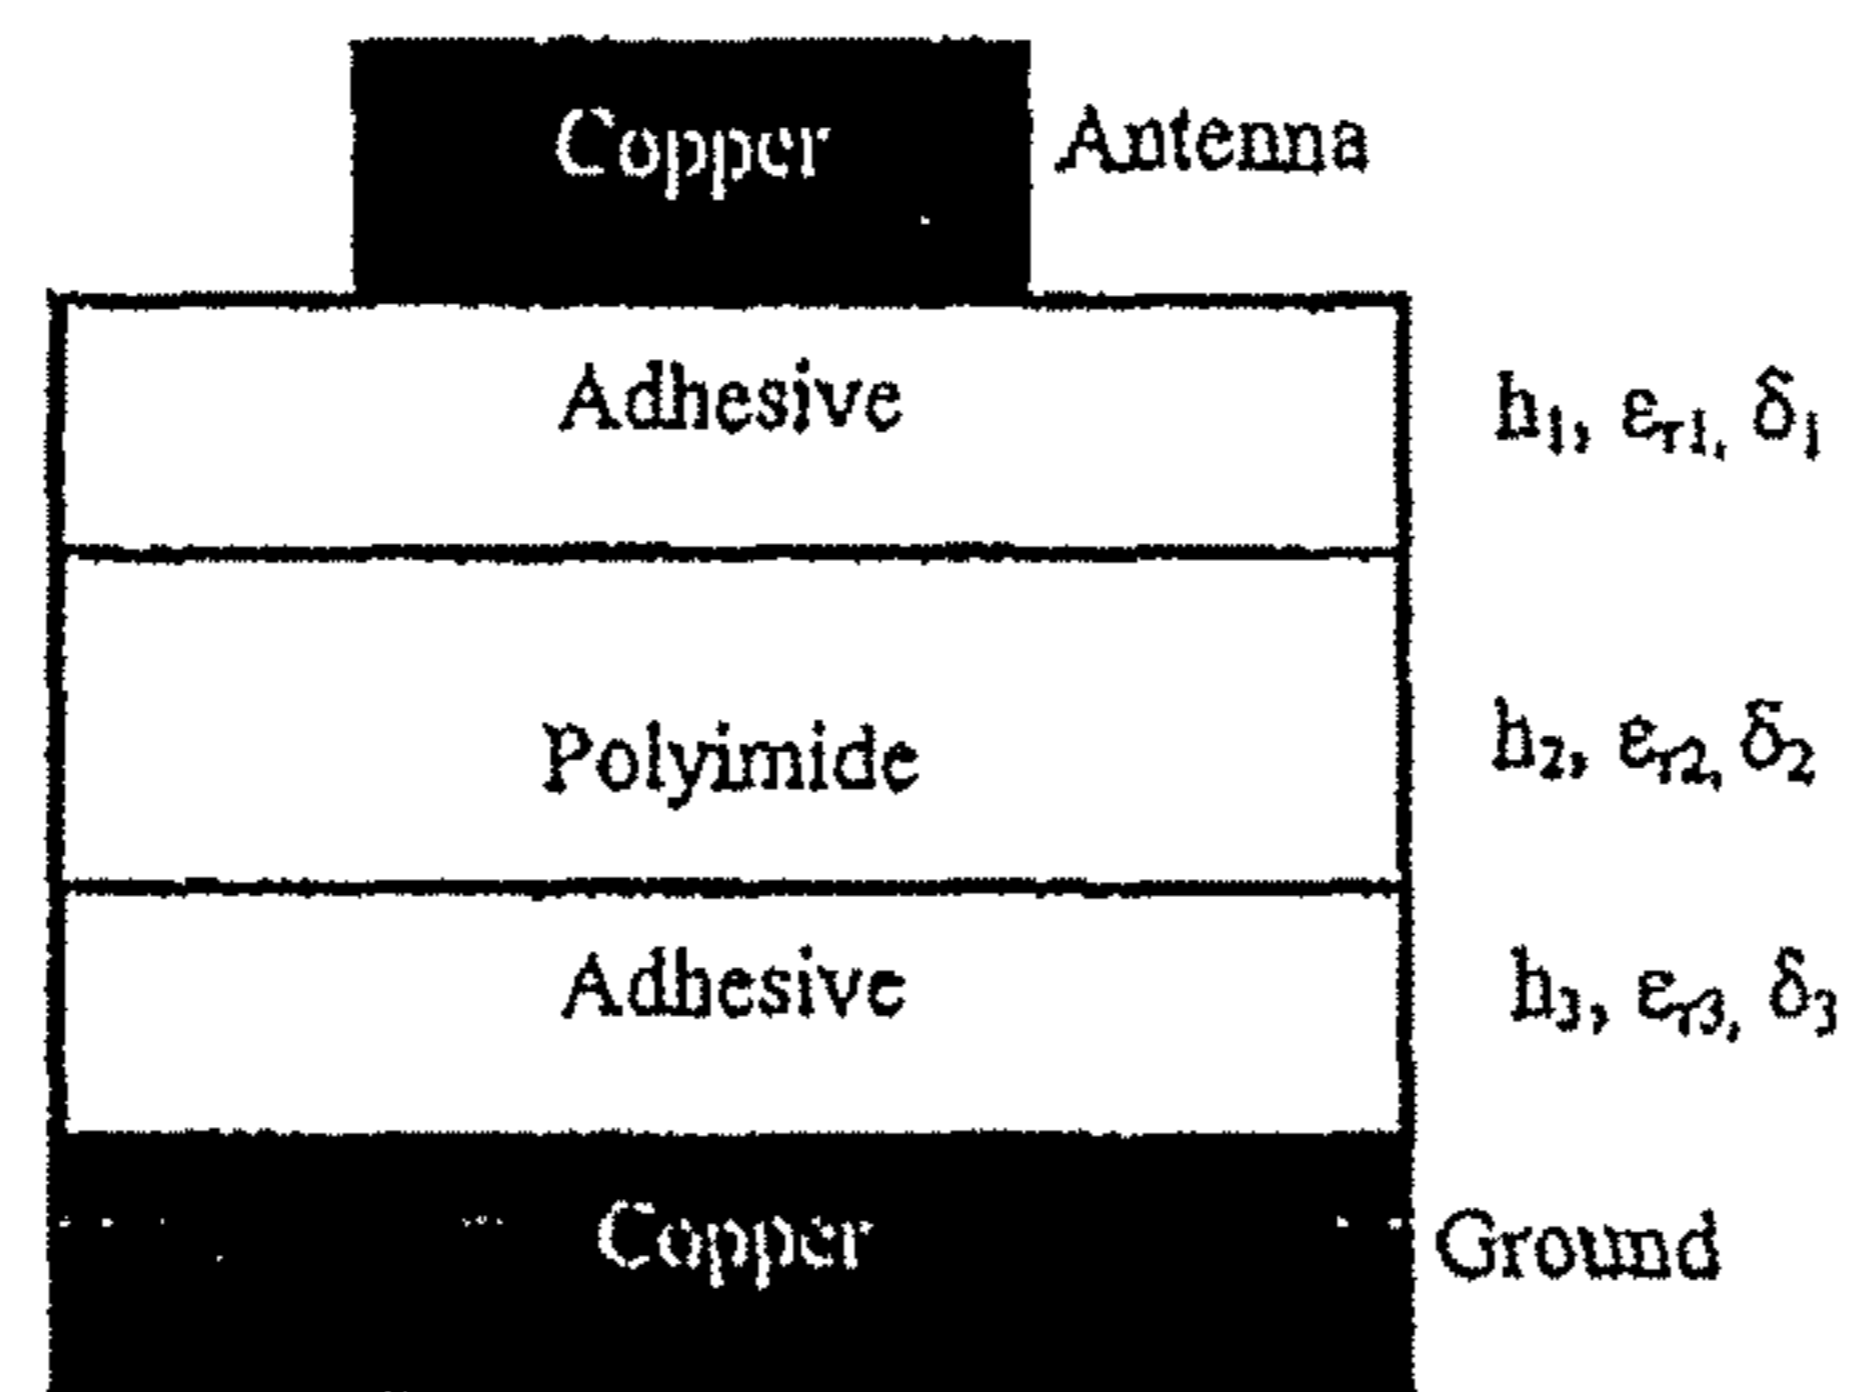 Copper Antenna
Adhesive h₁, εᵣ₁, δ₁
Polyimide h₂, εᵣ₂, δ₂
Adhesive h₃, εᵣ₃, δ₃
Copper Ground